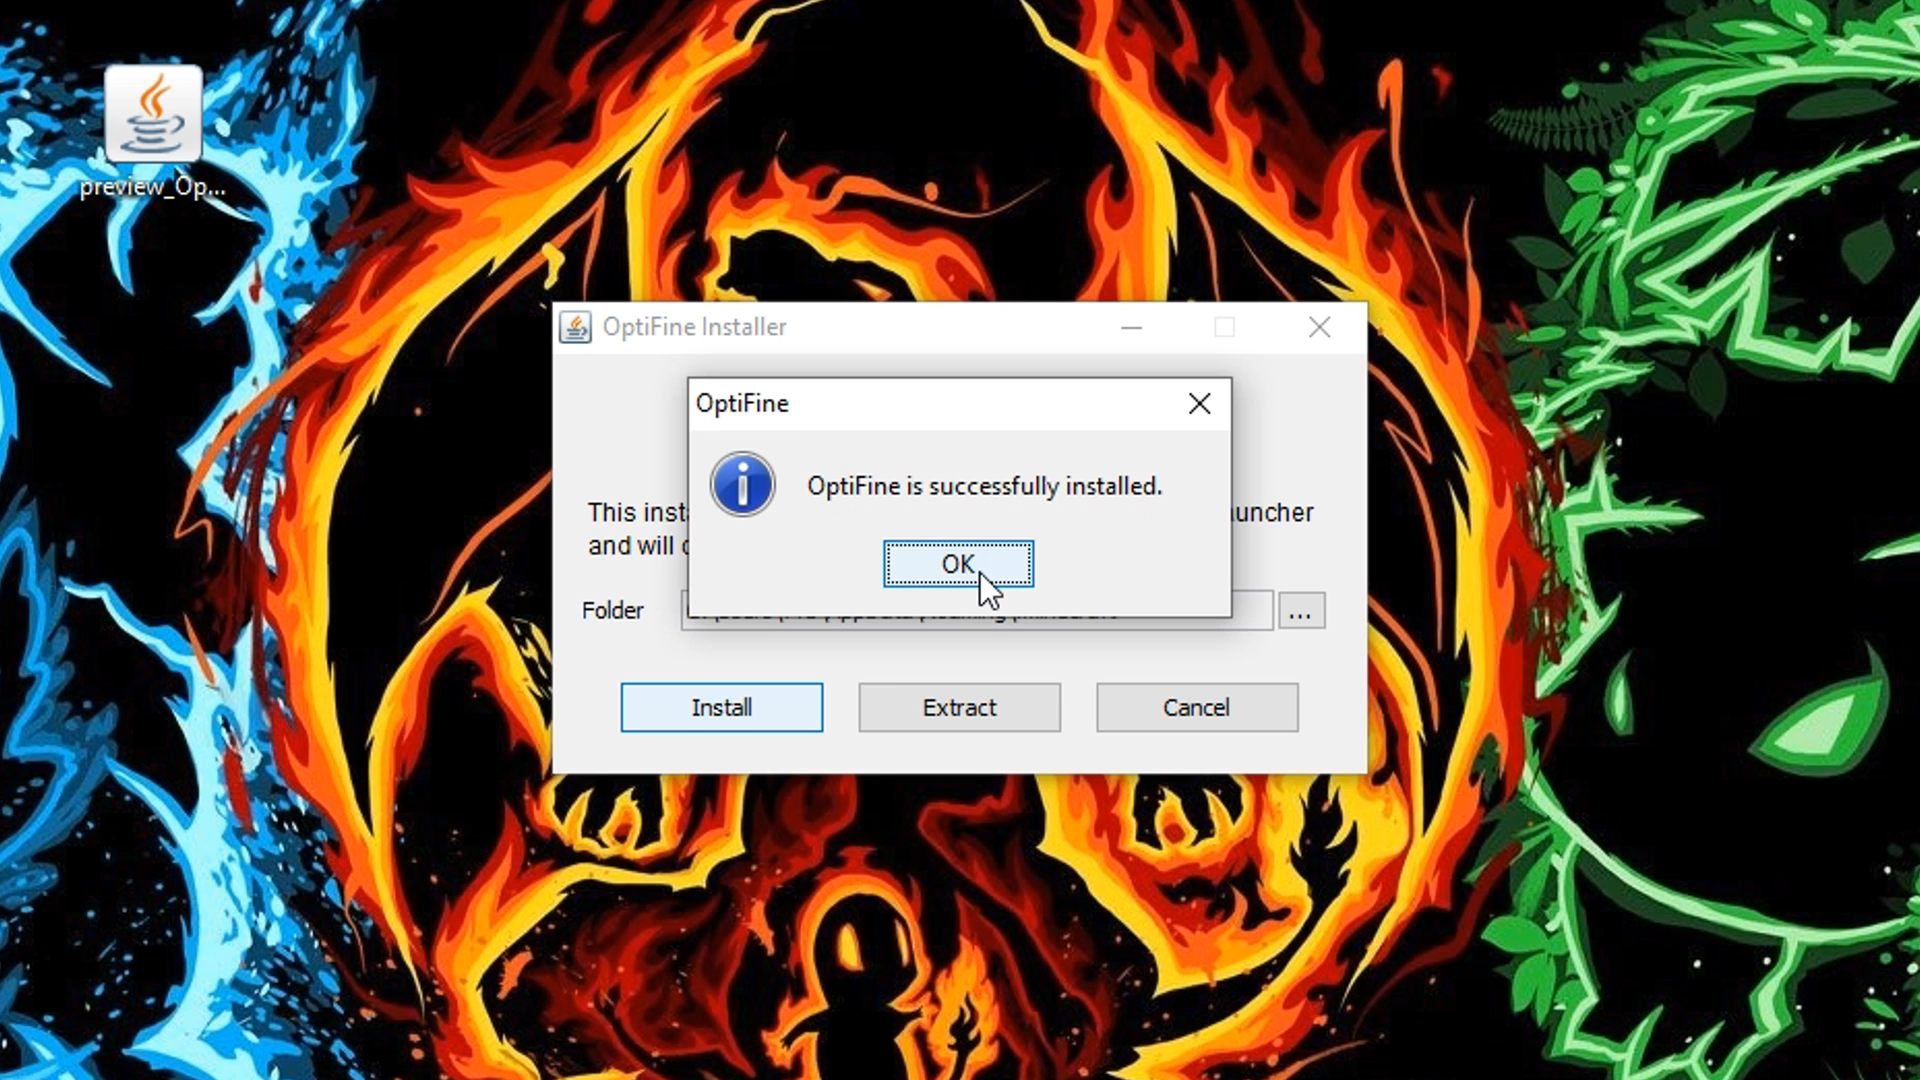 preview_Op...
OptiFine Installer
OptiFine
OptiFine is successfully installed.
OK
This inst
uncher
and will
Folder
...
Install
Extract
Cancel